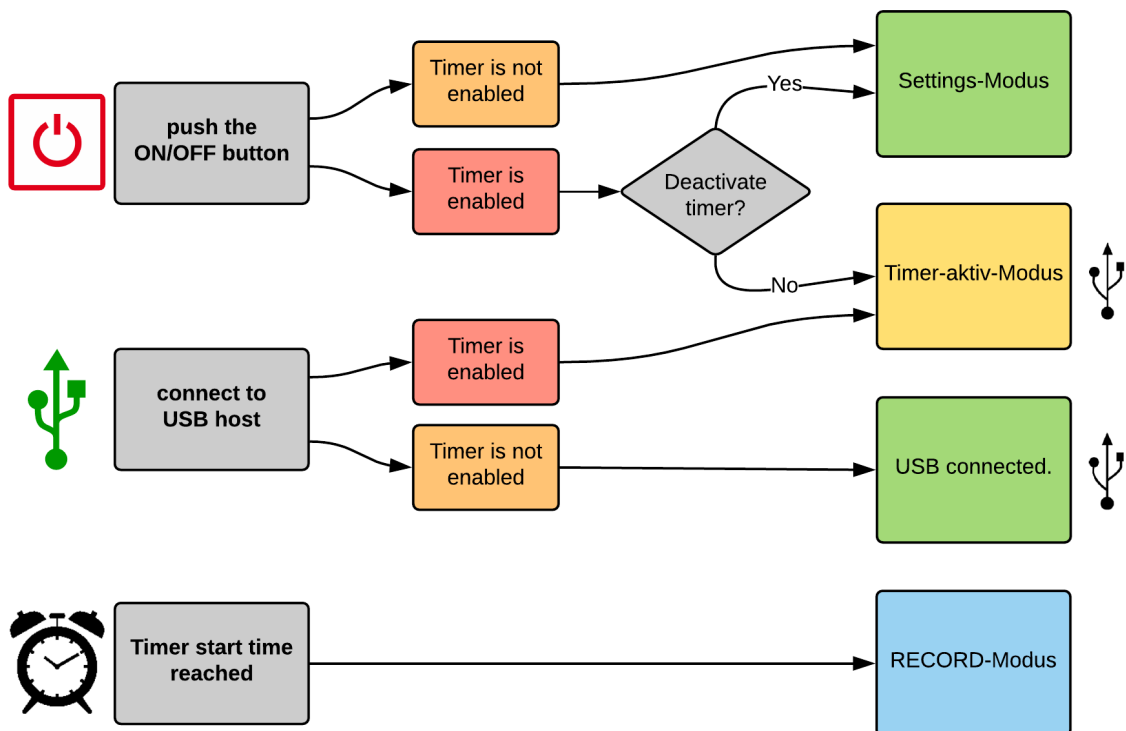 Timer is not
enabled
Yes
Settings-Modus
push the
ON/OFF button
Timer is
enabled
Deactivate
timer?
No
Timer-aktiv-Modus
Timer is
enabled
connect to
USB host
Timer is not
enabled
USB connected.
Timer start time
reached
RECORD-Modus